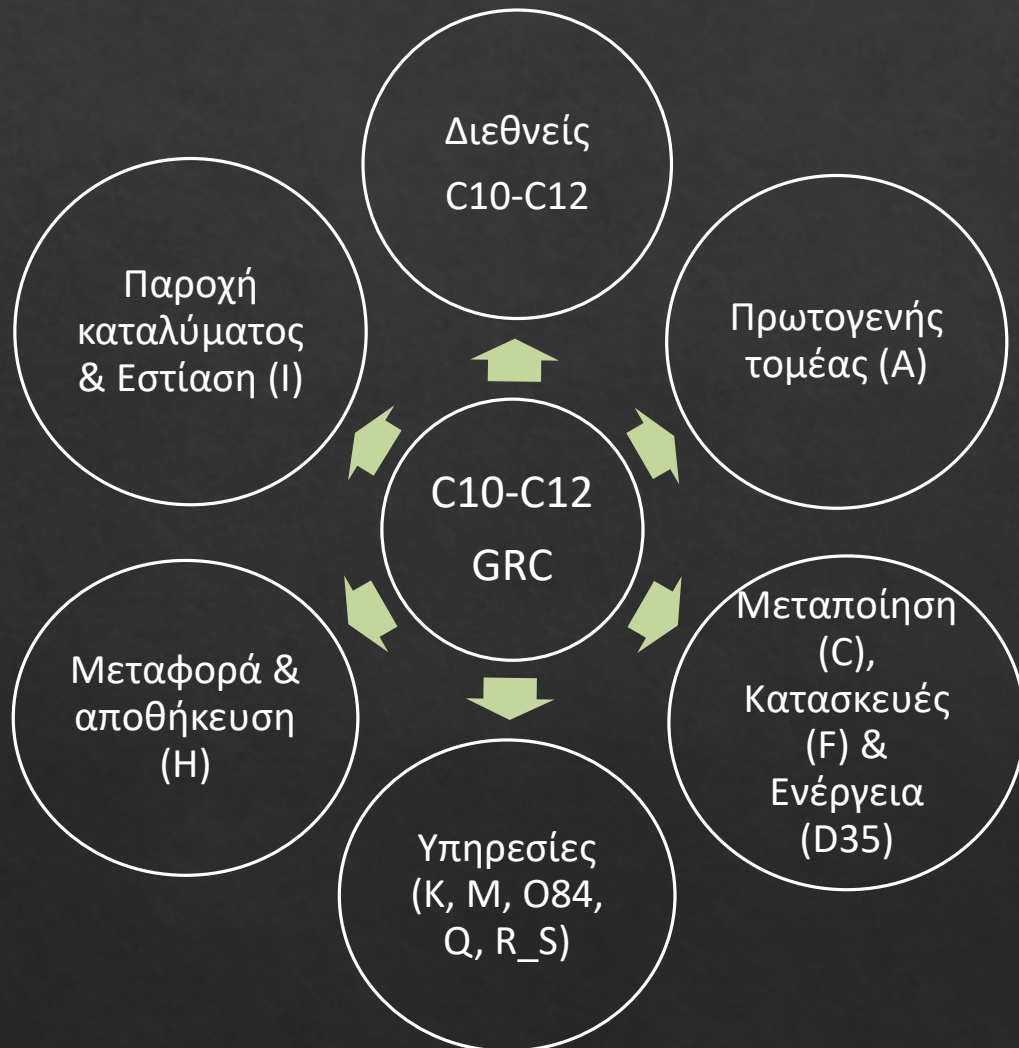 Διεθνείς
C10-C12
Παροχή
καταλύματος
& Εστίαση (I)
Πρωτογενής
τομέας (A)
C10-C12
GRC
Μεταφορά &
αποθήκευση
(H)
Μεταποίηση
(C),
Κατασκευές
(F) &
Ενέργεια
(D35)
Υπηρεσίες
(K, M, O84,
Q, R_S)